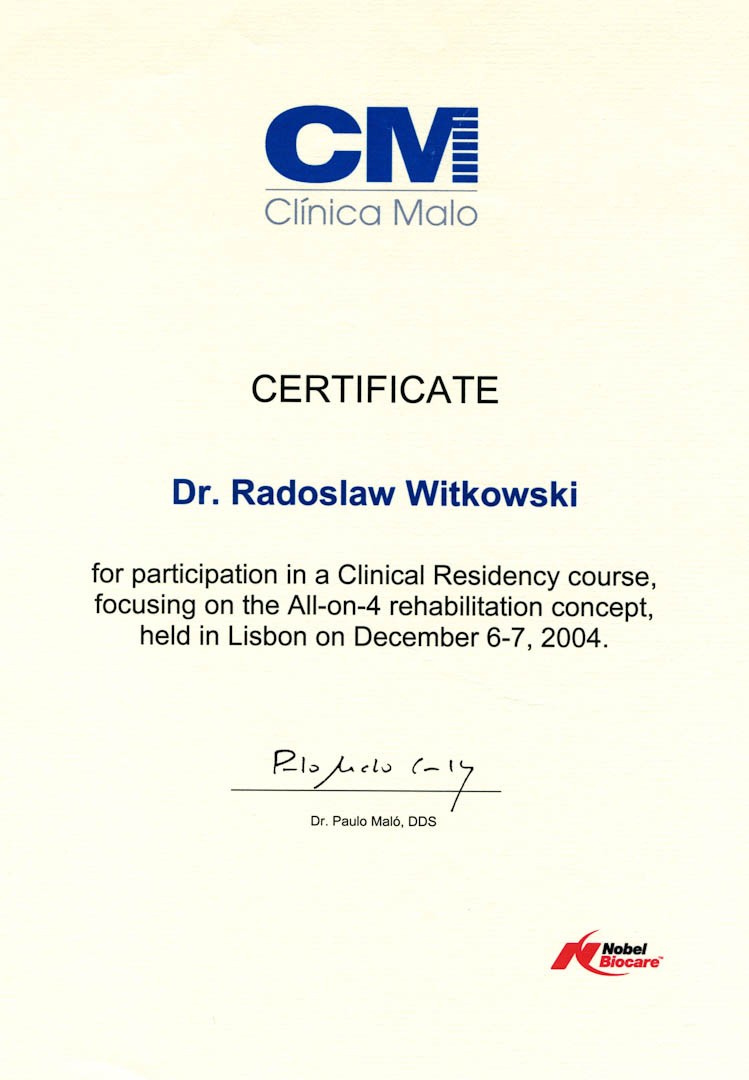 CM
Clínica Malo
CERTIFICATE
Dr. Radoslaw Witkowski
for participation in a Clinical Residency course,
focusing on the All-on-4 rehabilitation concept,
held in Lisbon on December 6-7, 2004.
Dr. Paulo Maló, DDS
Nobel
Biocare™